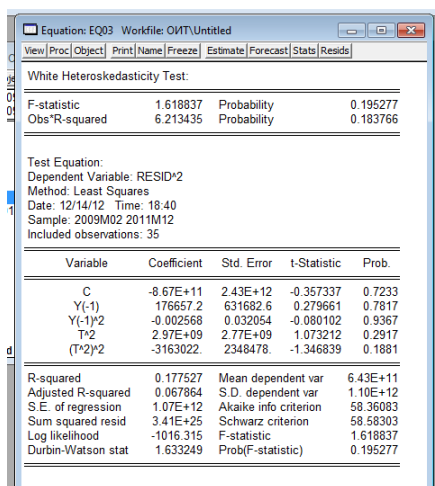 Equation: EQ03 Workfile: ОИТ\Untitled
View Proc Object Print Name Freeze Estimate Forecast Stats Resids
White Heteroskedasticity Test:
F-statistic 1.618837 Probability 0.195277
Obs*R-squared 6.213435 Probability 0.183766
Test Equation:
Dependent Variable: RESID^2
Method: Least Squares
Date: 12/14/12 Time: 18:40
Sample: 2009M02 2011M12
Included observations: 35
Variable Coefficient Std. Error t-Statistic Prob.
C -8.67E+11 2.43E+12 -0.357337 0.7233
Y(-1) 176657.2 631682.6 0.279661 0.7817
Y(-1)^2 -0.002568 0.032054 -0.080102 0.9367
T^2 2.97E+09 2.77E+09 1.073212 0.2917
(T^2)^2 -3163022. 2348478. -1.346839 0.1881
R-squared 0.177527 Mean dependent var 6.43E+11
Adjusted R-squared 0.067864 S.D. dependent var 1.10E+12
S.E. of regression 1.07E+12 Akaike info criterion 58.36083
Sum squared resid 3.41E+25 Schwarz criterion 58.58303
Log likelihood -1016.315 F-statistic 1.618837
Durbin-Watson stat 1.633249 Prob(F-statistic) 0.195277